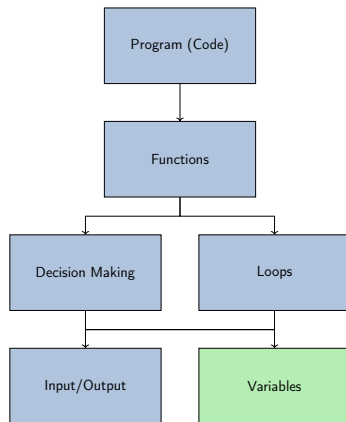 Program (Code)
Functions
Decision Making
Loops
Input/Output
Variables